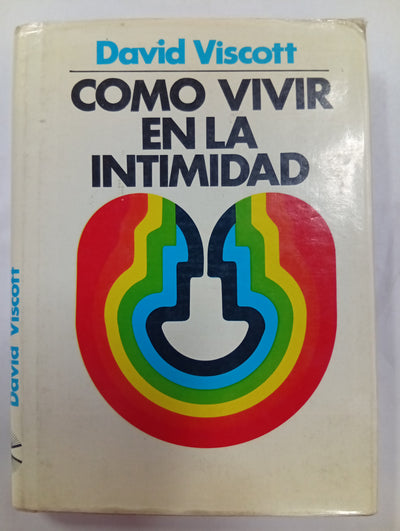 David Viscott
COMO VIVIR
EN LA
INTIMIDAD
David Viscott